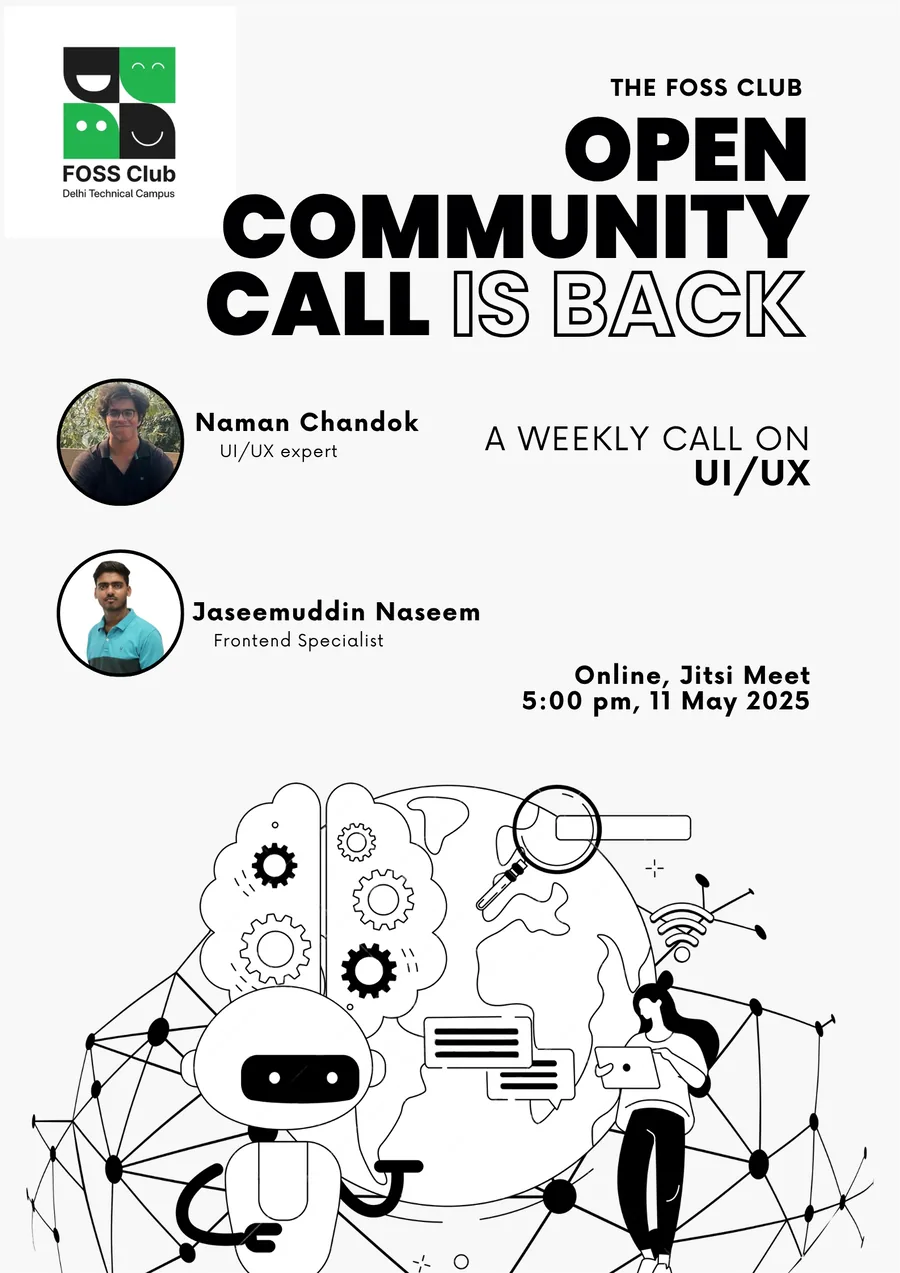 FOSS Club
Delhi Technical Campus
THE FOSS CLUB
OPEN
COMMUNITY
CALL IS BACK
Naman Chandok
UI/UX expert
A WEEKLY CALL ON
UI/UX
Jaseemuddin Naseem
Frontend Specialist
Online, Jitsi Meet
5:00 pm, 11 May 2025